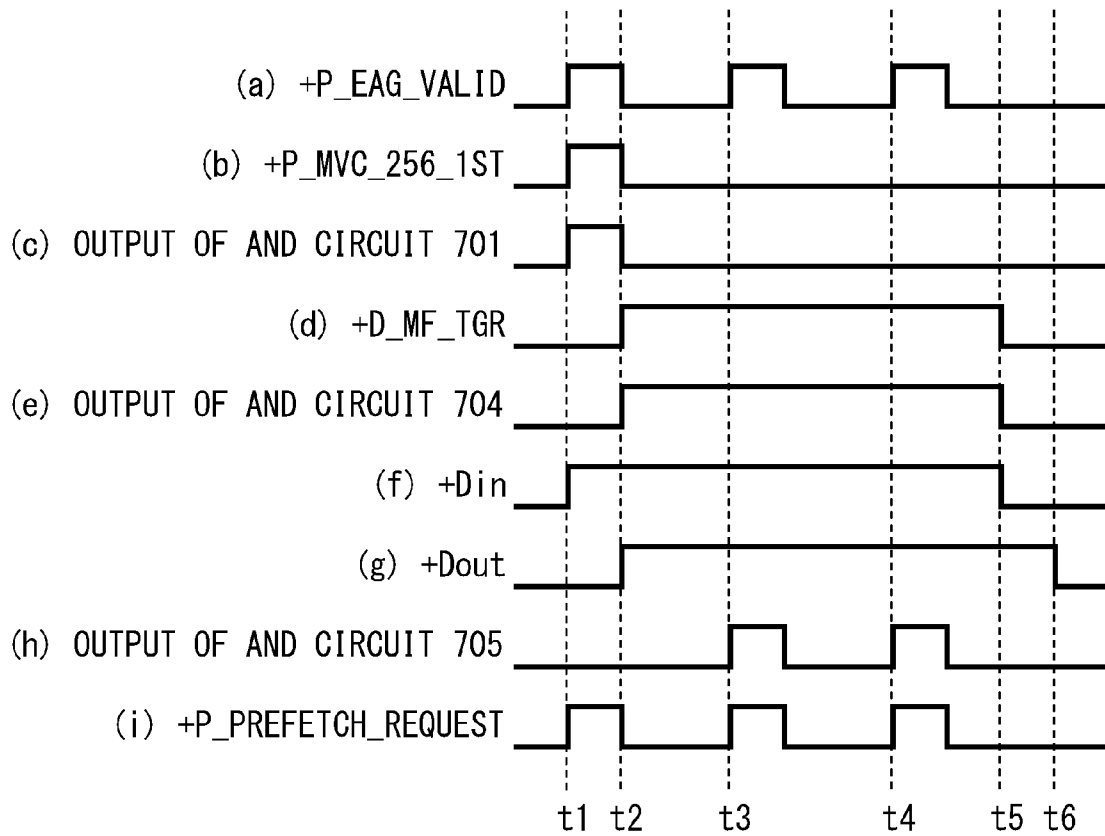 (a) +P_EAG_VALID
(b) +P_MVC_256_1ST
(c) OUTPUT OF AND CIRCUIT 701
(d) +D_MF_TGR
(e) OUTPUT OF AND CIRCUIT 704
(f) +Din
(g) +Dout
(h) OUTPUT OF AND CIRCUIT 705
(i) +P_PREFETCH_REQUEST
t1 t2 t3 t4 t5 t6